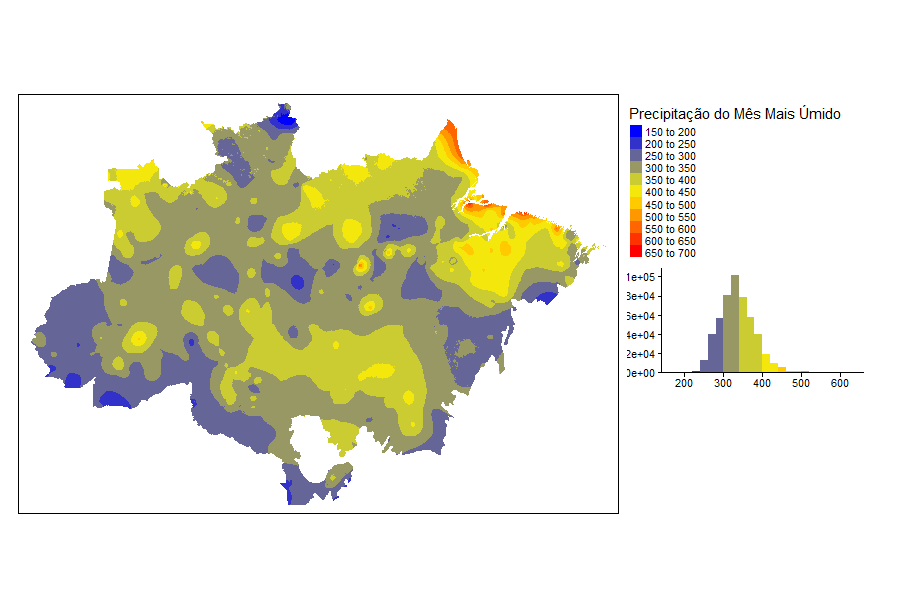 Precipitação do Mês Mais Úmido
150 to 200
200 to 250
250 to 300
300 to 350
350 to 400
400 to 450
450 to 500
500 to 550
550 to 600
600 to 650
650 to 700
1e+05
8e+04
6e+04
4e+04
2e+04
0e+00
200 300 400 500 600